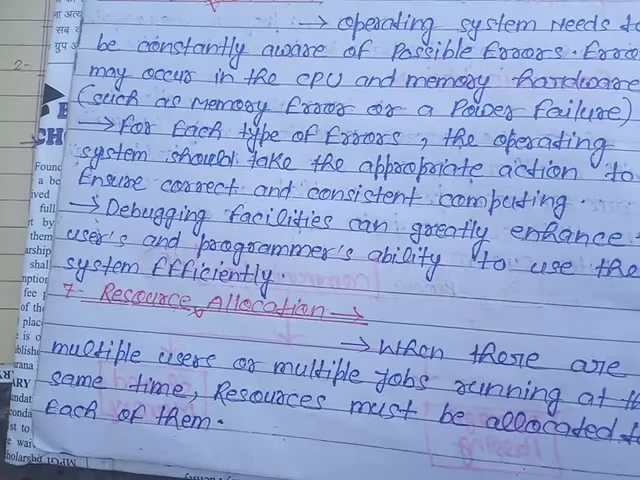 → Operating system needs to
be constantly aware of Possible Errors. Erro
may occur in the CPU and memory hardware
(such as memory Error or a Power Failure)
→ For Each type of Errors, the operating
system should take the appropriate action to
Ensure correct and consistent computing.
→ Debugging facilities can greatly enhance
user's and programmer's ability to use the
system Efficiently.
7- Resource Allocation →
→ When there are
multiple users or multiple jobs running at th
same time, Resources must be allocated t
Each of them.